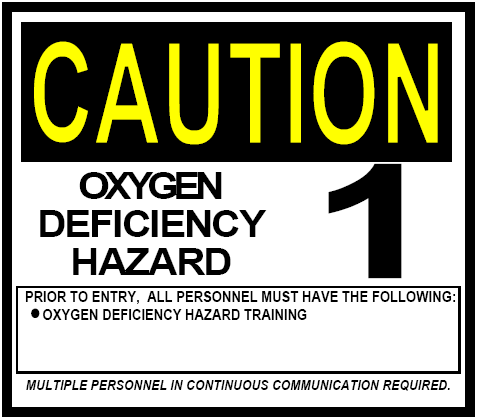 CAUTION
OXYGEN
DEFICIENCY
HAZARD
1
PRIOR TO ENTRY, ALL PERSONNEL MUST HAVE THE FOLLOWING:
● OXYGEN DEFICIENCY HAZARD TRAINING
MULTIPLE PERSONNEL IN CONTINUOUS COMMUNICATION REQUIRED.